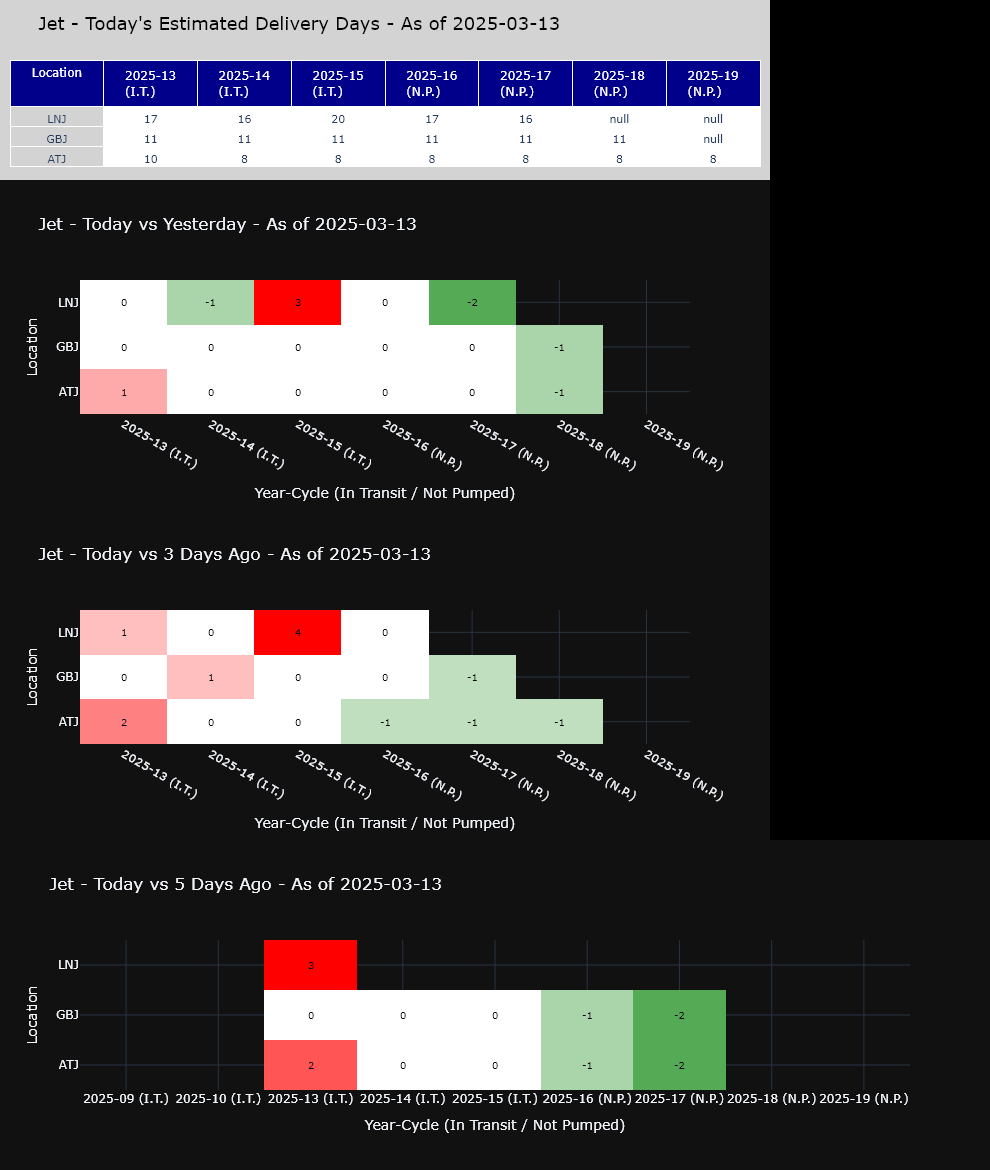 Jet - Today's Estimated Delivery Days - As of 2025-03-13
Location 2025-13 (I.T.) 2025-14 (I.T.) 2025-15 (I.T.) 2025-16 (N.P.) 2025-17 (N.P.) 2025-18 (N.P.) 2025-19 (N.P.)
LNJ 17 16 20 17 16 null null
GBJ 11 11 11 11 11 11 null
ATJ 10 8 8 8 8 8 8
Jet - Today vs Yesterday - As of 2025-03-13
Location
LNJ 0 -1 3 0 -2
GBJ 0 0 0 0 0 -1
ATJ 1 0 0 0 0 -1
2025-13 (I.T.) 2025-14 (I.T.) 2025-15 (I.T.) 2025-16 (N.P.) 2025-17 (N.P.) 2025-18 (N.P.) 2025-19 (N.P.)
Year-Cycle (In Transit / Not Pumped)
Jet - Today vs 3 Days Ago - As of 2025-03-13
Location
LNJ 1 0 4 0
GBJ 0 1 0 0 -1
ATJ 2 0 0 -1 -1 -1
2025-13 (I.T.) 2025-14 (I.T.) 2025-15 (I.T.) 2025-16 (N.P.) 2025-17 (N.P.) 2025-18 (N.P.) 2025-19 (N.P.)
Year-Cycle (In Transit / Not Pumped)
Jet - Today vs 5 Days Ago - As of 2025-03-13
Location
LNJ 3
GBJ 0 0 0 -1 -2
ATJ 2 0 0 -1 -2
2025-09 (I.T.) 2025-10 (I.T.) 2025-13 (I.T.) 2025-14 (I.T.) 2025-15 (I.T.) 2025-16 (N.P.) 2025-17 (N.P.) 2025-18 (N.P.) 2025-19 (N.P.)
Year-Cycle (In Transit / Not Pumped)